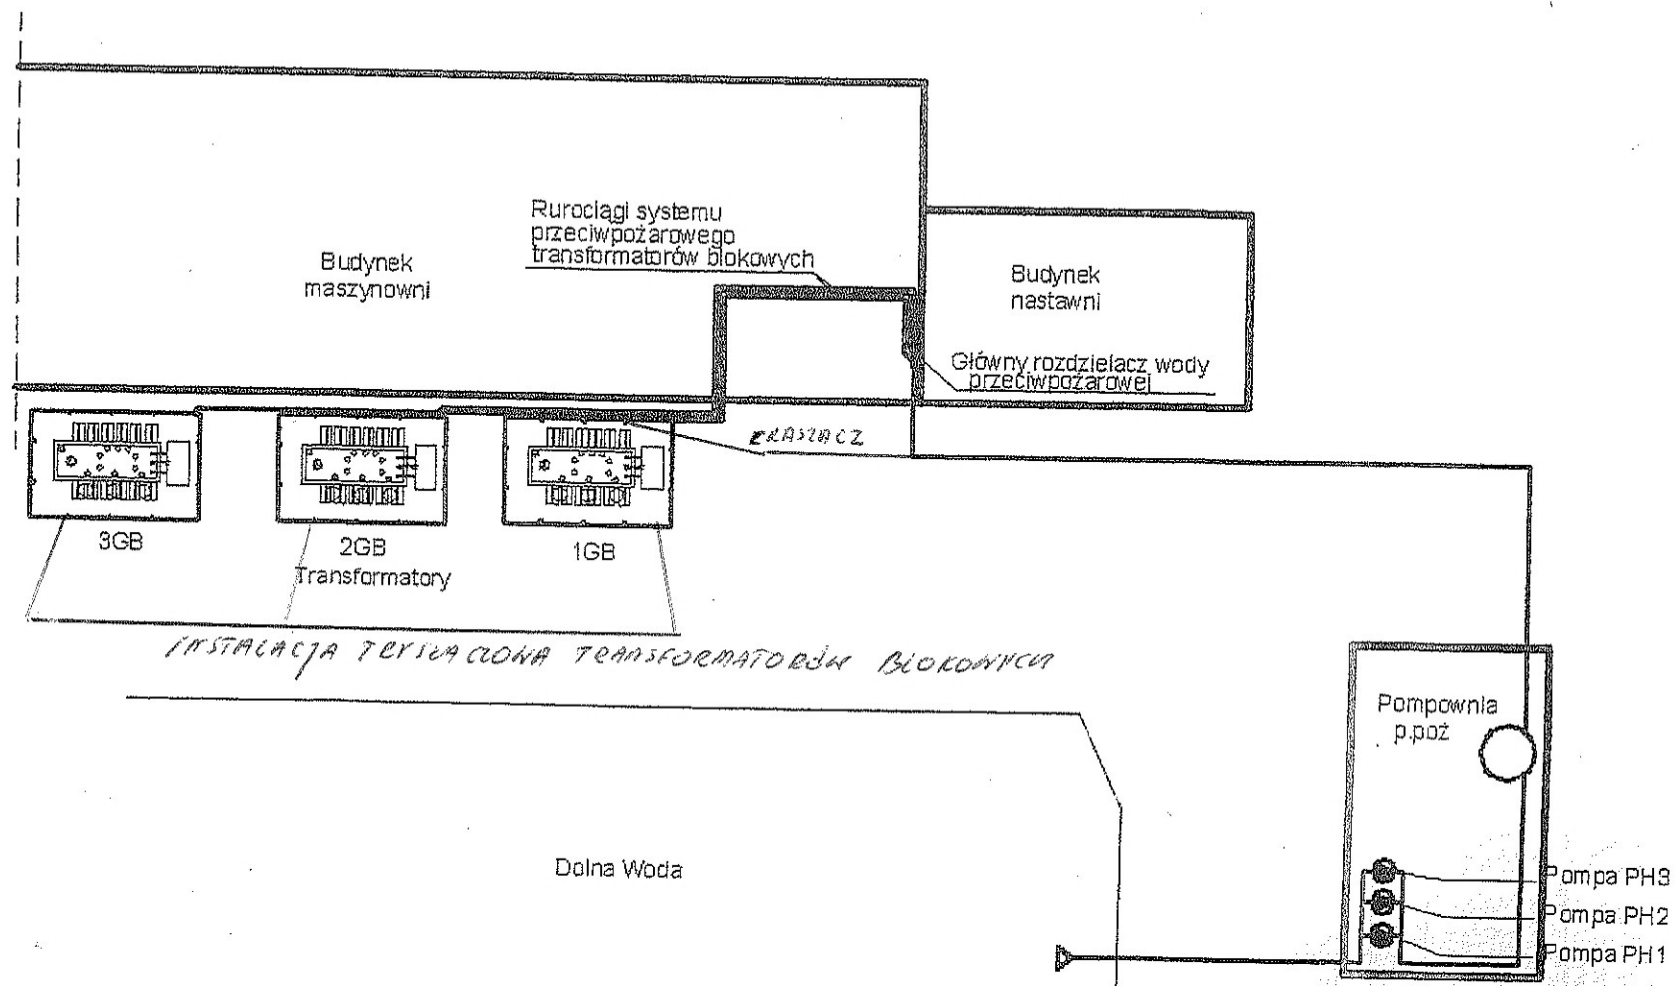 Rurociągi systemu
przeciwpożarowego
transformatorów blokowych
Budynek
maszynowni
Budynek
nastawni
Główny rozdzielacz wody
przeciwpożarowej
ZRASZACZ
3GB
2GB
1GB
Transformatory
INSTALACJA TRYSKACZOWA TRANSFORMATORÓW BLOKOWYCH
Pompownia
p.poż
Dolna Woda
Pompa PH3
Pompa PH2
Pompa PH1